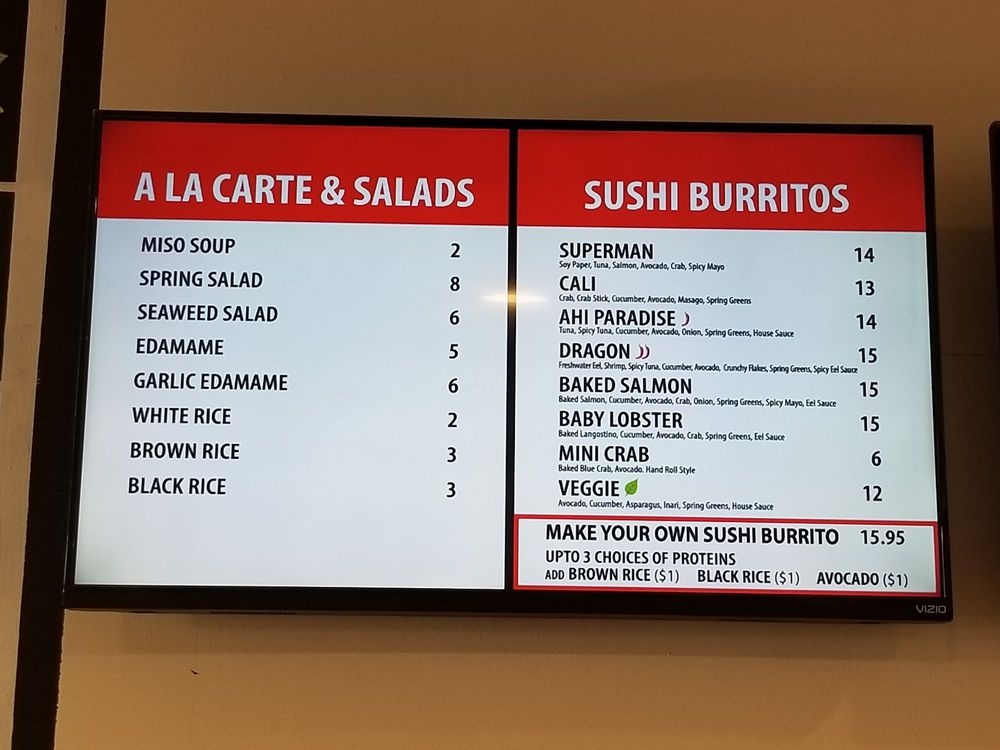 A LA CARTE & SALADS
MISO SOUP 2
SPRING SALAD 8
SEAWEED SALAD 6
EDAMAME 5
GARLIC EDAMAME 6
WHITE RICE 2
BROWN RICE 3
BLACK RICE 3
SUSHI BURRITOS
SUPERMAN 14
Soy Paper, Tuna, Salmon, Avocado, Crab, Spicy Mayo
CALI 13
Crab, Crab Stick, Cucumber, Avocado, Masago, Spring Greens
AHI PARADISE 14
Tuna, Spicy Tuna, Cucumber, Avocado, Onion, Spring Greens, House Sauce
DRAGON 15
Freshwater Eel, Shrimp, Spicy Tuna, Cucumber, Avocado, Crunchy Flakes, Spring Greens, Spicy Eel Sauce
BAKED SALMON 15
Baked Salmon, Cucumber, Avocado, Crab, Onion, Spring Greens, Spicy Mayo, Eel Sauce
BABY LOBSTER 15
Baked Langostino, Cucumber, Avocado, Crab, Spring Greens, Eel Sauce
MINI CRAB 6
Baked Blue Crab, Avocado. Hand Roll Style
VEGGIE 12
Avocado, Cucumber, Asparagus, Inari, Spring Greens, House Sauce
MAKE YOUR OWN SUSHI BURRITO 15.95
UPTO 3 CHOICES OF PROTEINS
ADD BROWN RICE ($1) BLACK RICE ($1) AVOCADO ($1)
VIZIO